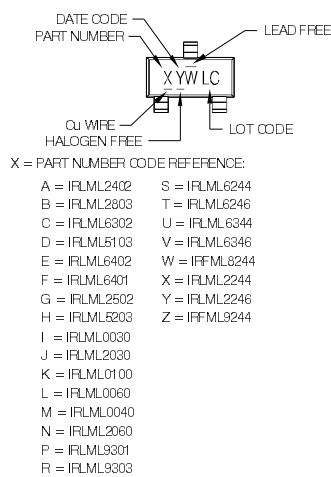 DATE CODE
PART NUMBER
LEAD FREE
X YW LC
Cu WIRE
HALOGEN FREE
LOT CODE
X = PART NUMBER CODE REFERENCE:
A = IRLML2402 S = IRLML6244
B = IRLML2803 T = IRLML6246
C = IRLML6302 U = IRLML6344
D = IRLML5103 V = IRLML6346
E = IRLML6402 W = IRFML8244
F = IRLML6401 X = IRLML2244
G = IRLML2502 Y = IRLML2246
H = IRLML5203 Z = IRFML9244
I = IRLML0030
J = IRLML2030
K = IRLML0100
L = IRLML0060
M = IRLML0040
N = IRLML2060
P = IRLML9301
R = IRLML9303